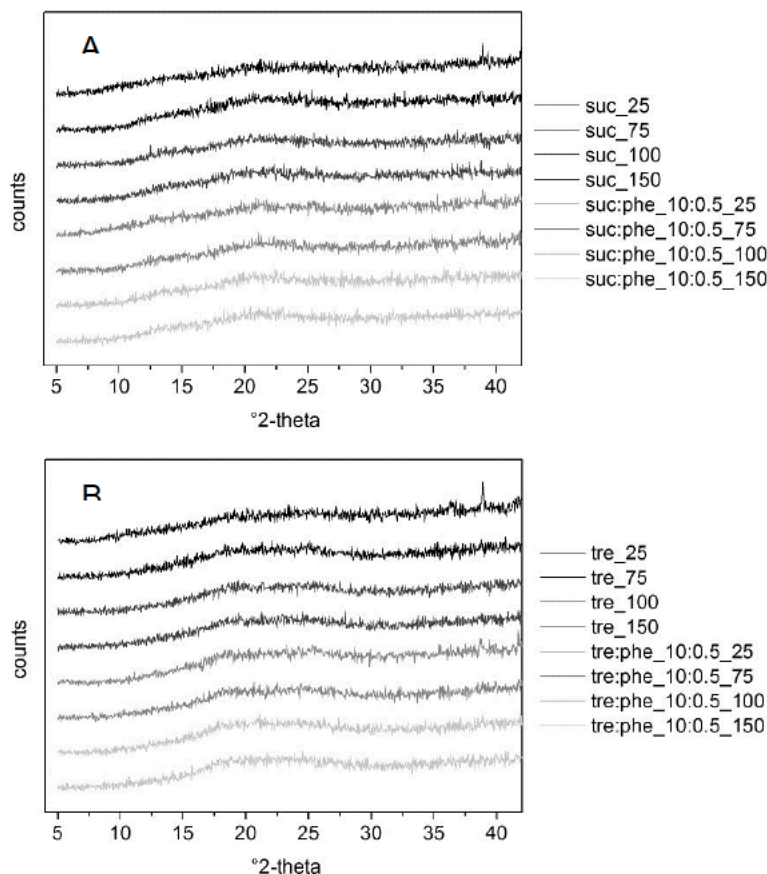 A
counts
5 10 15 20 25 30 35 40
°2-theta
suc_25
suc_75
suc_100
suc_150
suc:phe_10:0.5_25
suc:phe_10:0.5_75
suc:phe_10:0.5_100
suc:phe_10:0.5_150
B
counts
5 10 15 20 25 30 35 40
°2-theta
tre_25
tre_75
tre_100
tre_150
tre:phe_10:0.5_25
tre:phe_10:0.5_75
tre:phe_10:0.5_100
tre:phe_10:0.5_150